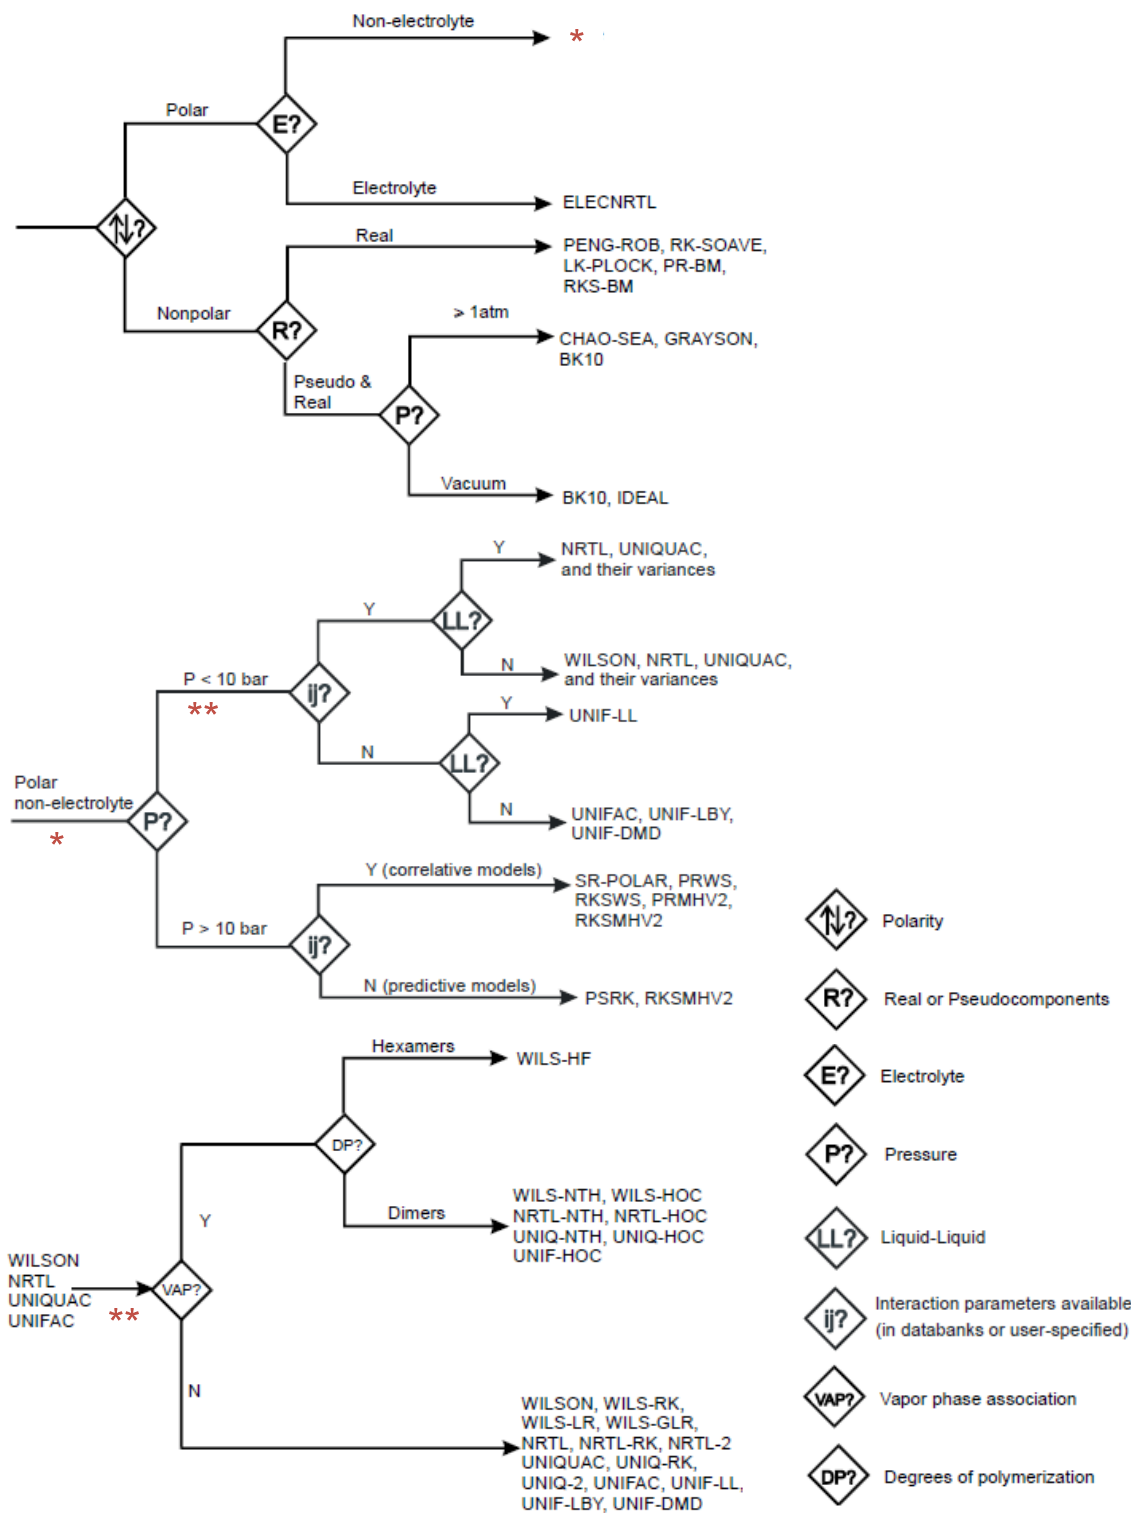 Non-electrolyte
*
Polar
E?
Electrolyte
ELECNRTL
?
Real
PENG-ROB, RK-SOAVE,
LK-PLOCK, PR-BM,
RKS-BM
Nonpolar
R?
⩾ 1atm
CHAO-SEA, GRAYSON,
BK10
Pseudo &
Real
P?
Vacuum
BK10, IDEAL
Y
NRTL, UNIQUAC,
and their variances
Y
LL?
N
WILSON, NRTL, UNIQUAC,
and their variances
P < 10 bar
**
ij?
Y
UNIF-LL
N
LL?
N
UNIFAC, UNIF-LBY,
UNIF-DMD
Polar
non-electrolyte
*
P?
Y (correlative models)
SR-POLAR, PRWS,
RKSWS, PRMHV2,
RKSMHV2
P > 10 bar
ij?
N (predictive models)
PSRK, RKSMHV2
Hexamers
WILS-HF
DP?
Dimers
WILS-NTH, WILS-HOC
NRTL-NTH, NRTL-HOC
UNIQ-NTH, UNIQ-HOC
UNIF-HOC
Y
WILSON
NRTL
UNIQUAC
UNIFAC
**
VAP?
N
WILSON, WILS-RK,
WILS-LR, WILS-GLR,
NRTL, NRTL-RK, NRTL-2
UNIQUAC, UNIQ-RK,
UNIQ-2, UNIFAC, UNIF-LL,
UNIF-LBY, UNIF-DMD
? Polarity
R? Real or Pseudocomponents
E? Electrolyte
P? Pressure
LL? Liquid-Liquid
ij? Interaction parameters available
(in databanks or user-specified)
VAP? Vapor phase association
DP? Degrees of polymerization